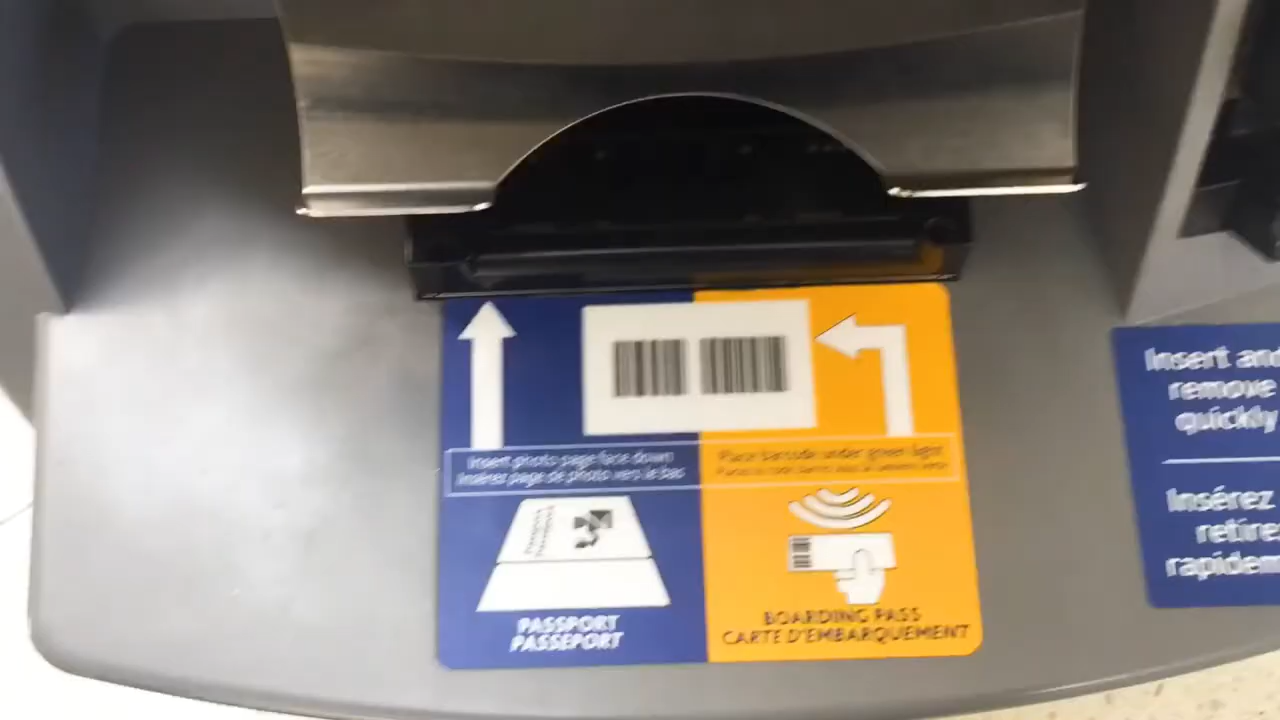 Insert photo page face down
Insérer page de photo vers le bas
Place barcode under green light
PASSPORT
PASSEPORT
BOARDING PASS
CARTE D'EMBARQUEMENT
Insert and
remove
quickly
Insérez
retirez
rapidem